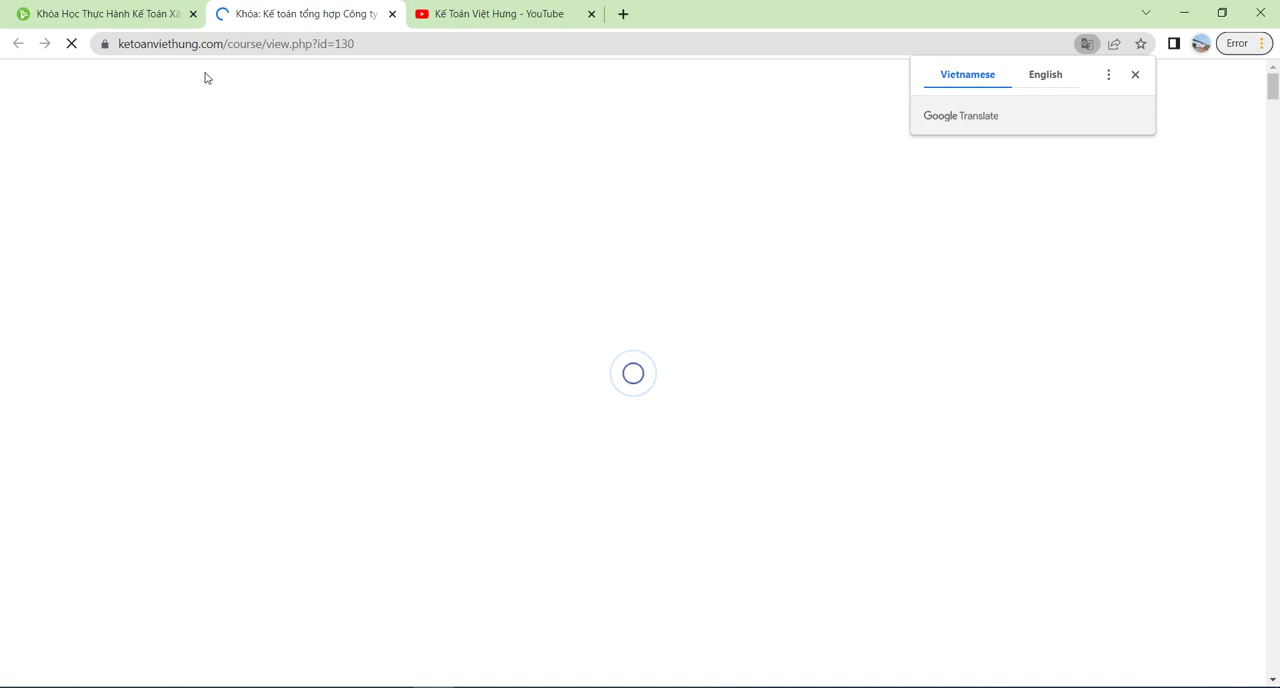 Khóa Học Thực Hành Kế Toán Xâ
Khóa: Kế toán tổng hợp Công ty
Kế Toán Việt Hưng - YouTube
ketoanviethung.com/course/view.php?id=130
Error
Vietnamese
English
Google Translate